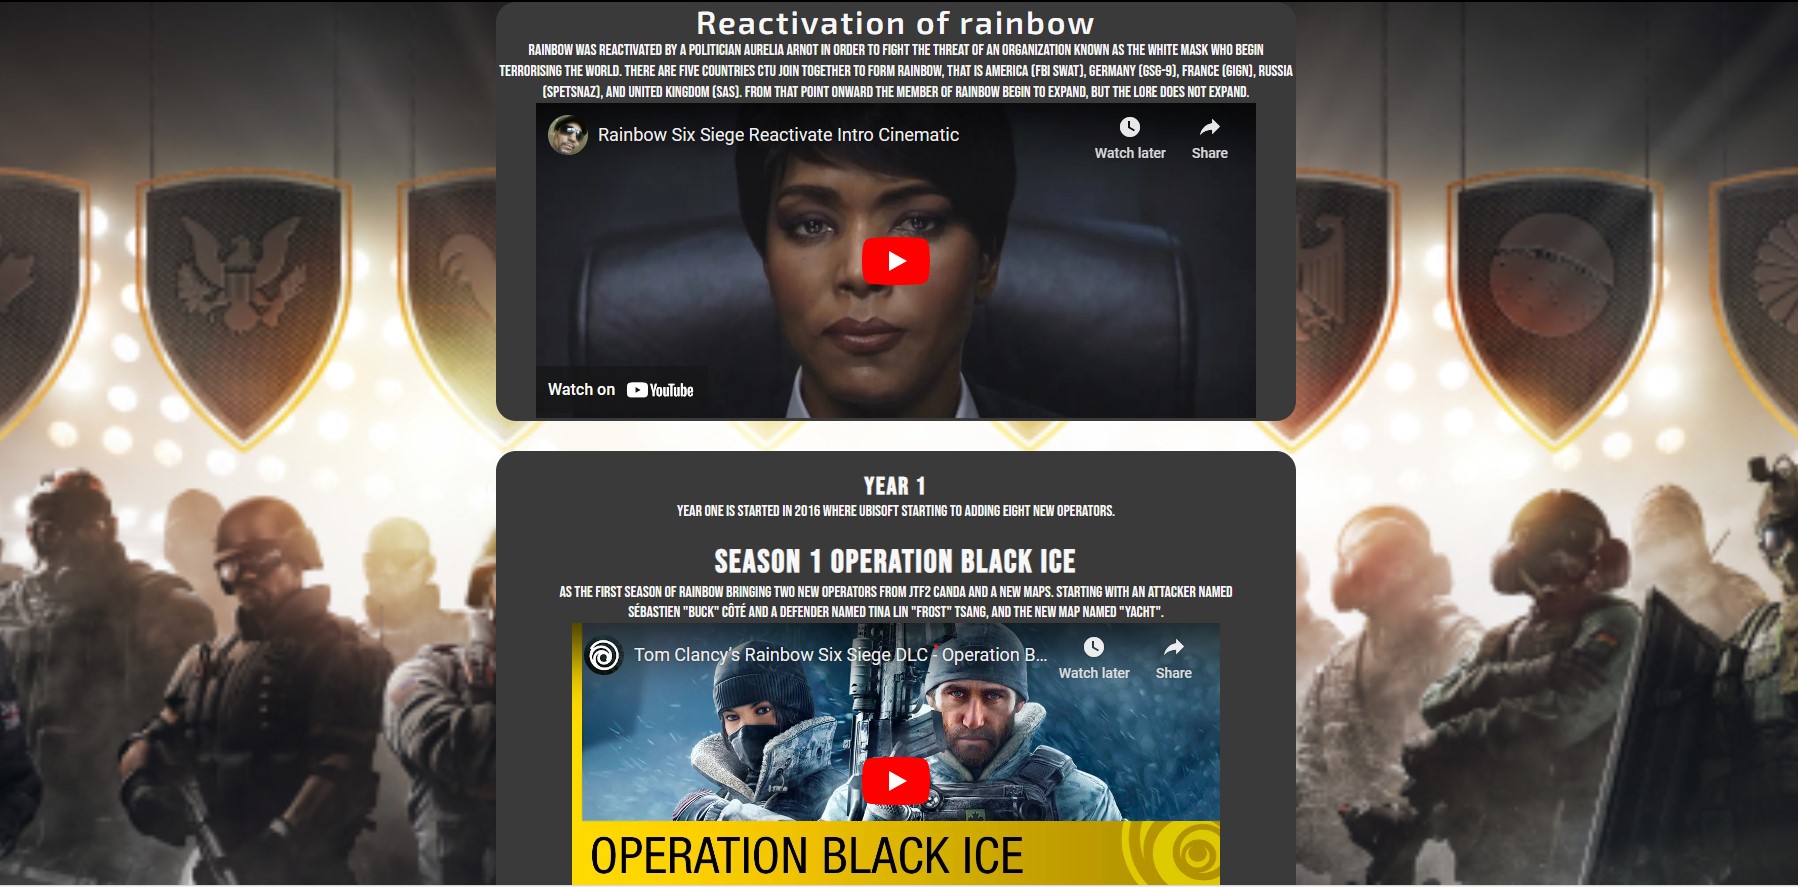 Reactivation of rainbow
RAINBOW WAS REACTIVATED BY A POLITICIAN AURELIA ARNOT IN ORDER TO FIGHT THE THREAT OF AN ORGANIZATION KNOWN AS THE WHITE MASK WHO BEGIN
TERRORISING THE WORLD. THERE ARE FIVE COUNTRIES CTU JOIN TOGETHER TO FORM RAINBOW, THAT IS AMERICA (FBI SWAT), GERMANY (GSG-9), FRANCE (GIGN), RUSSIA
(SPETSNAZ), AND UNITED KINGDOM (SAS). FROM THAT POINT ONWARD THE MEMBER OF RAINBOW BEGIN TO EXPAND, BUT THE LORE DOES NOT EXPAND.
Rainbow Six Siege Reactivate Intro Cinematic
Watch later
Share
Watch on YouTube
YEAR 1
YEAR ONE IS STARTED IN 2016 WHERE UBISOFT STARTING TO ADDING EIGHT NEW OPERATORS.
SEASON 1 OPERATION BLACK ICE
AS THE FIRST SEASON OF RAINBOW BRINGING TWO NEW OPERATORS FROM JTF2 CANDA AND A NEW MAPS. STARTING WITH AN ATTACKER NAMED
SÉBASTIEN "BUCK" CÔTÉ AND A DEFENDER NAMED TINA LIN "FROST" TSANG, AND THE NEW MAP NAMED "YACHT".
Tom Clancy's Rainbow Six Siege DLC - Operation B...
Watch later
Share
OPERATION BLACK ICE